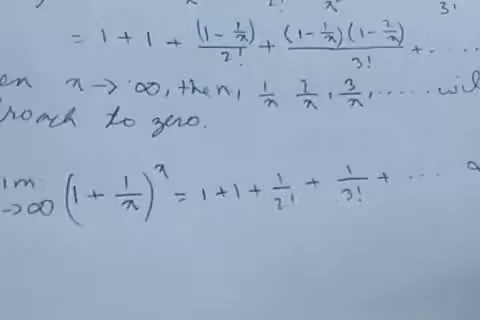 3!
= 1 + 1 + (1 - 1/x)/2! + (1 - 1/x)(1 - 2/x)/3! + ....
en x → ∞, then, 1/x 2/x, 3/x, ..... wil
roach to zero.
im x→∞ (1 + 1/x)^x = 1 + 1 + 1/2! + 1/3! + ...